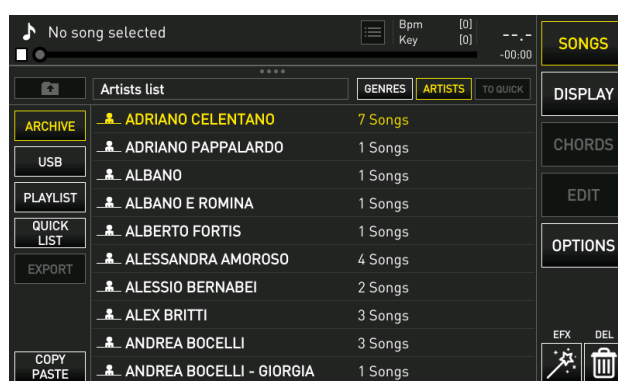 No song selected
Bpm [0]
Key [0]
--.-
-00:00
SONGS
Artists list
GENRES
ARTISTS
TO QUICK
DISPLAY
ARCHIVE
USB
PLAYLIST
QUICK
LIST
EXPORT
COPY
PASTE
ADRIANO CELENTANO 7 Songs
ADRIANO PAPPALARDO 1 Songs
ALBANO 1 Songs
ALBANO E ROMINA 1 Songs
ALBERTO FORTIS 1 Songs
ALESSANDRA AMOROSO 4 Songs
ALESSIO BERNABEI 2 Songs
ALEX BRITTI 3 Songs
ANDREA BOCELLI 3 Songs
ANDREA BOCELLI - GIORGIA 1 Songs
CHORDS
EDIT
OPTIONS
EFX DEL